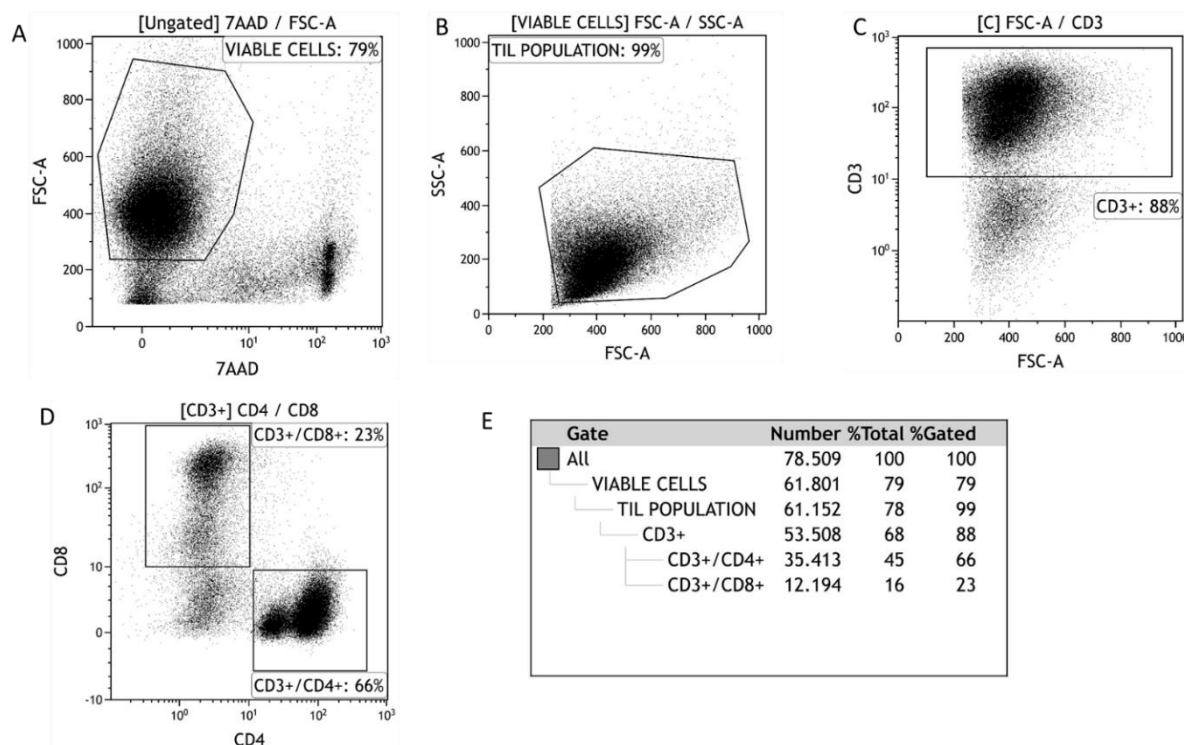 A
[Ungated] 7AAD / FSC-A
VIABLE CELLS: 79%
1000
800
600
400
200
0
FSC-A
0
10²
10³
7AAD
B
[VIABLE CELLS] FSC-A / SSC-A
TIL POPULATION: 99%
1000
800
600
400
200
0
SSC-A
0
200
400
600
800
1000
FSC-A
C
[C] FSC-A / CD3
10³
10²
10¹
10⁰
CD3
CD3+: 88%
0
200
400
600
800
1000
FSC-A
D
[CD3+] CD4 / CD8
CD3+/CD8+: 23%
10³
10²
10
0
-10
CD8
CD3+/CD4+: 66%
10⁰
10¹
10²
10³
CD4
E
Gate Number %Total %Gated
All 78.509 100 100
VIABLE CELLS 61.801 79 79
TIL POPULATION 61.152 78 99
CD3+ 53.508 68 88
CD3+/CD4+ 35.413 45 66
CD3+/CD8+ 12.194 16 23